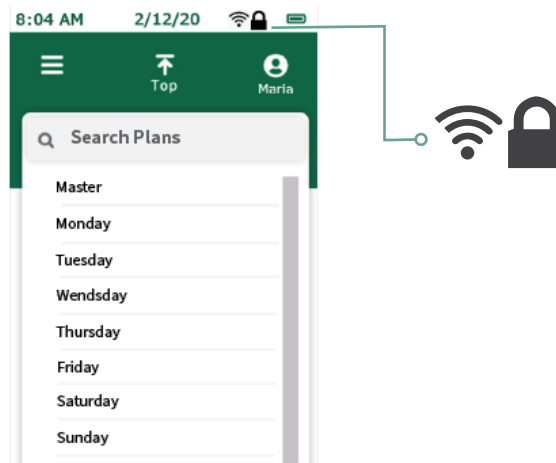 8:04 AM 2/12/20
Top
Maria
Search Plans
Master
Monday
Tuesday
Wendsday
Thursday
Friday
Saturday
Sunday